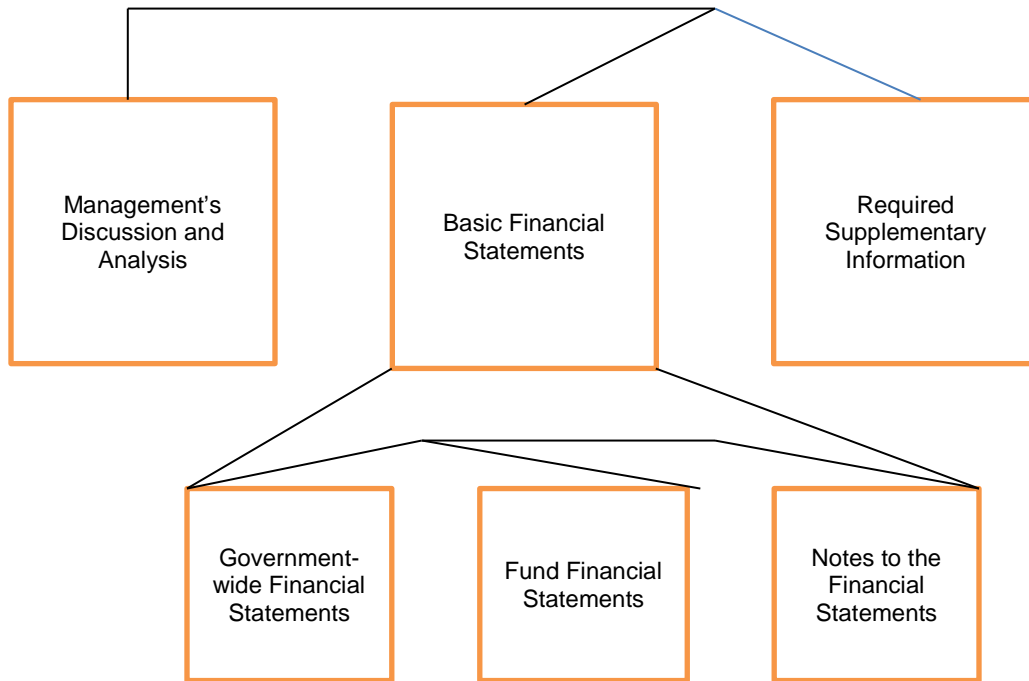 Management’s
Discussion and
Analysis
Basic Financial
Statements
Required
Supplementary
Information
Government-
wide Financial
Statements
Fund Financial
Statements
Notes to the
Financial
Statements